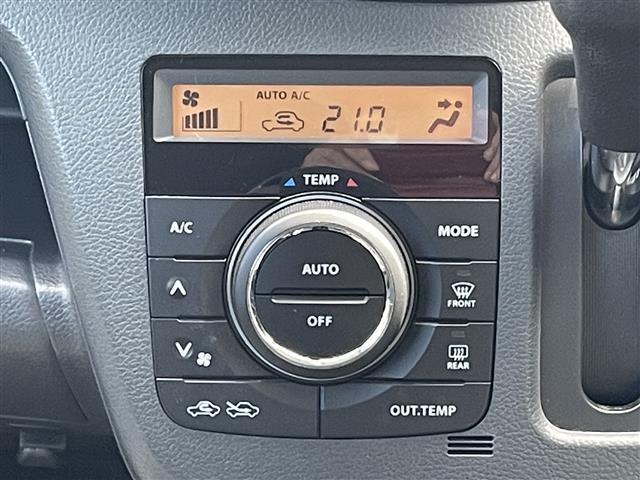 AUTO A/C
21.0
TEMP
A/C
MODE
AUTO
OFF
FRONT
REAR
OUT.TEMP